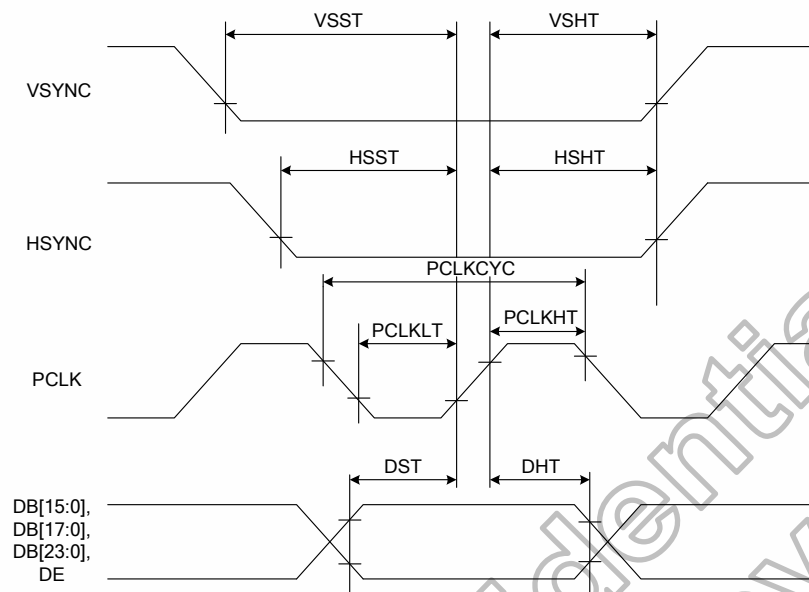 VSST VSHT
VSYNC
HSST HSHT
HSYNC
PCLKCYC
PCLKLT PCLKHT
PCLK
DST DHT
DB[15:0],
DB[17:0],
DB[23:0],
DE